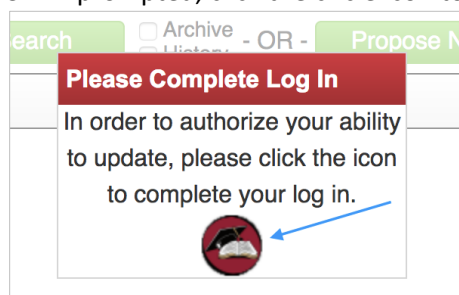 Search
Archive
History
- OR -
Propose N
Please Complete Log In
In order to authorize your ability
to update, please click the icon
to complete your log in.